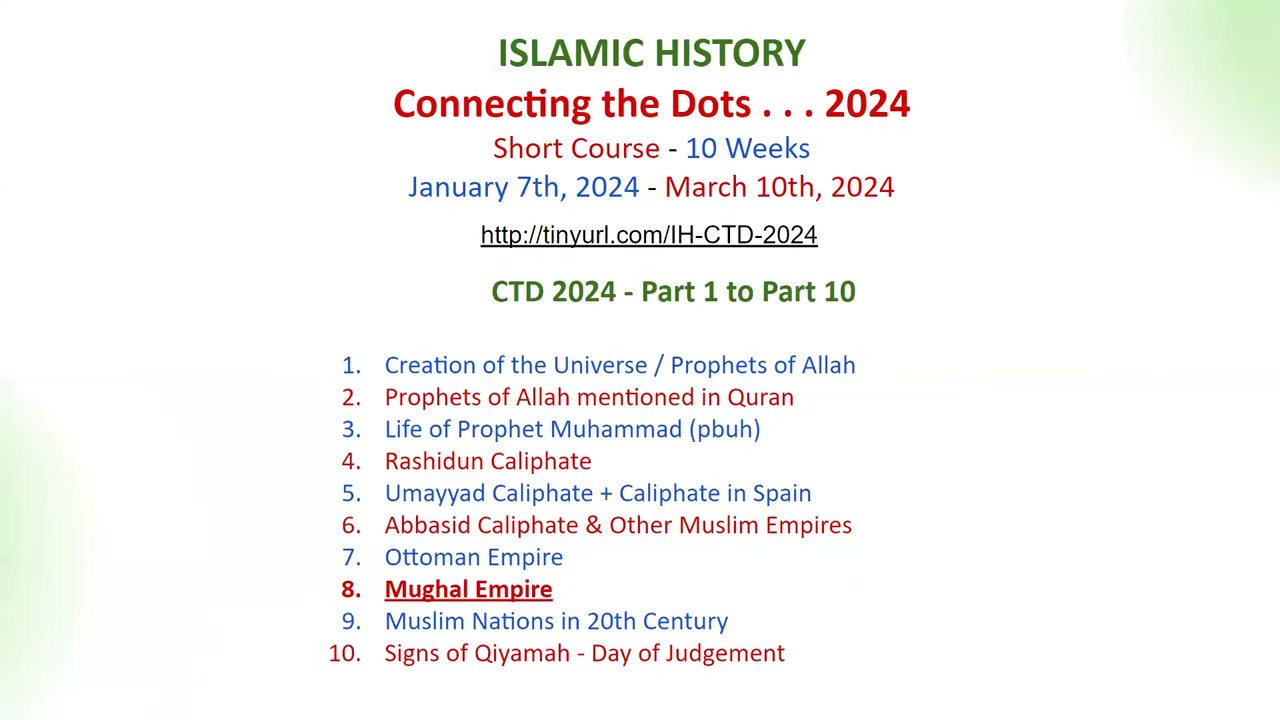 ISLAMIC HISTORY
Connecting the Dots . . . 2024
Short Course - 10 Weeks
January 7th, 2024 - March 10th, 2024
http://tinyurl.com/IH-CTD-2024
CTD 2024 - Part 1 to Part 10
1. Creation of the Universe / Prophets of Allah
2. Prophets of Allah mentioned in Quran
3. Life of Prophet Muhammad (pbuh)
4. Rashidun Caliphate
5. Umayyad Caliphate + Caliphate in Spain
6. Abbasid Caliphate & Other Muslim Empires
7. Ottoman Empire
8. Mughal Empire
9. Muslim Nations in 20th Century
10. Signs of Qiyamah - Day of Judgement